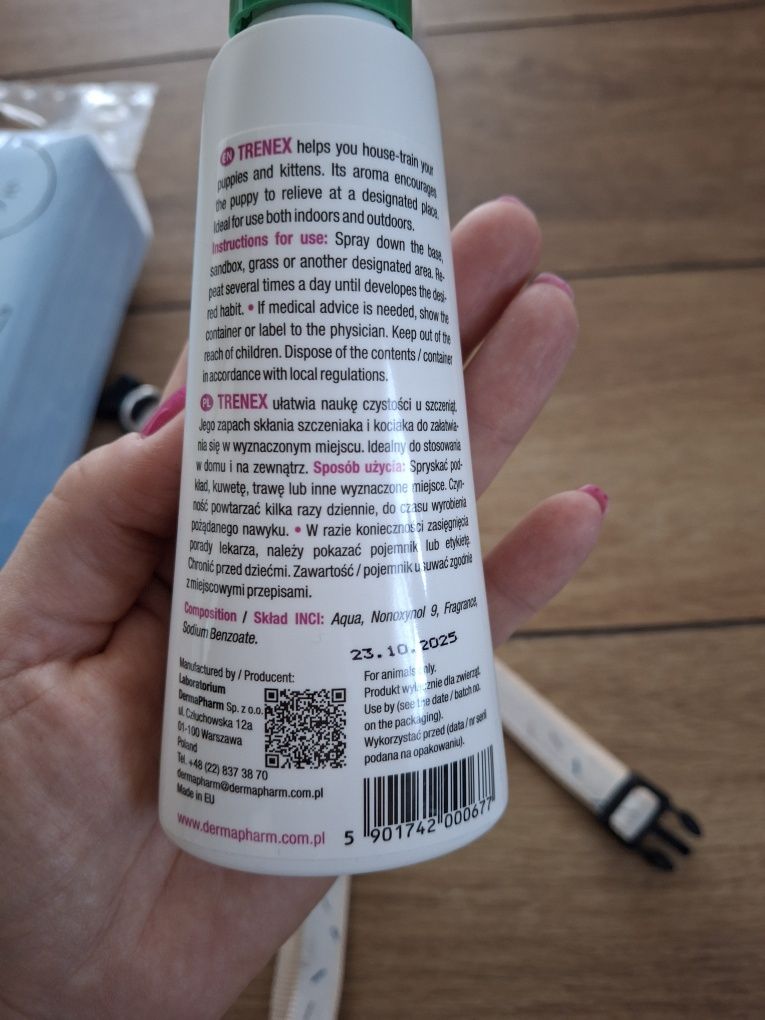 EN TRENEX helps you house-train your
puppies and kittens. Its aroma encourages
the puppy to relieve at a designated place.
Ideal for use both indoors and outdoors.
Instructions for use: Spray down the base,
sandbox, grass or another designated area. Re-
peat several times a day until developes the desi-
red habit. • If medical advice is needed, show the
container or label to the physician. Keep out of the
reach of children. Dispose of the contents / container
in accordance with local regulations.
PL TRENEX ułatwia naukę czystości u szczeniąt.
Jego zapach skłania szczeniaka i kociaka do załatwia-
nia się w wyznaczonym miejscu. Idealny do stosowania
w domu i na zewnątrz. Sposób użycia: Spryskać pod-
kład, kuwetę, trawę lub inne wyznaczone miejsce. Czyn-
ność powtarzać kilka razy dziennie, do czasu wyrobienia
pożądanego nawyku. • W razie konieczności zasięgnięcia
porady lekarza, należy pokazać pojemnik lub etykietę.
Chronić przed dziećmi. Zawartość / pojemnik usuwać zgodnie
z miejscowymi przepisami.
Composition / Skład INCI: Aqua, Nonoxynol 9, Fragrance,
Sodium Benzoate.
23.10.2025
Manufactured by / Producent:
Laboratorium
DermaPharm Sp. z o.o.
ul. Człuchowska 12a
01-100 Warszawa
Poland
Tel. +48 (22) 837 38 70
dermapharm@dermapharm.com.pl
Made in EU
www.dermapharm.com.pl
For animals only.
Produkt wyłącznie dla zwierząt.
Use by (see the date / batch no.
on the packaging).
Wykorzystać przed (data / nr serii
podana na opakowaniu).
5 901742 000677